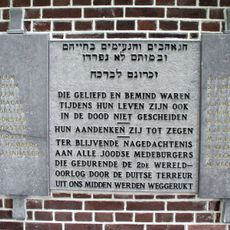 הנאהבים והנעימים בחייהם
ובמותם לא נפרדו
זכרונם לברכה
DIE GELIEFD EN BEMIND WAREN
TIJDENS HUN LEVEN ZIJN OOK
IN DE DOOD NIET GESCHEIDEN
HUN AANDENKEN ZIJ TOT ZEGEN
TER BLIJVENDE NAGEDACHTENIS
AAN ALLE JOODSE MEDEBURGERS
DIE GEDURENDE DE 2DE WERELD-
OORLOG DOOR DE DUITSE TERREUR
UIT ONS MIDDEN WERDEN WEGGERUKT